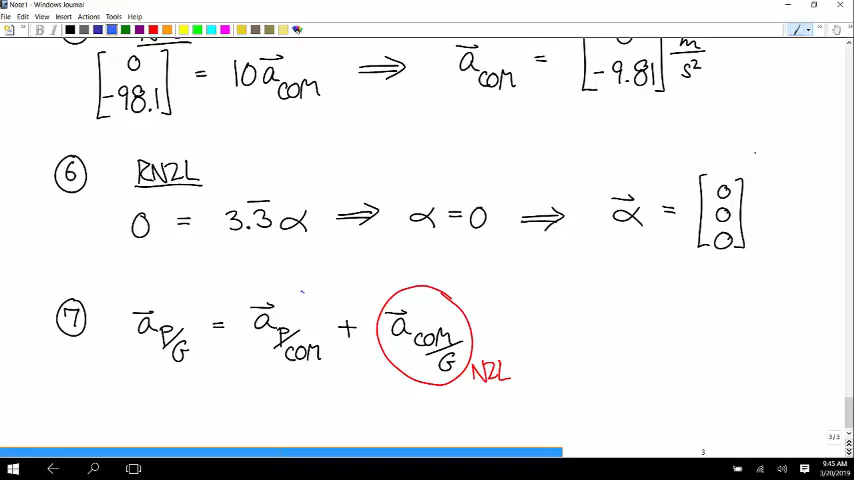 Note1 - Windows Journal
File Edit View Insert Actions Tools Help
[0 -98.1] = 10 a⃗ COM ⟹ a⃗ COM = [0 -9.81] m/s²
⑥ RN2L
0 = 3.3̅ α ⟹ α = 0 ⟹ α⃗ = [0 0 0]
⑦ a⃗ P/G = a⃗ P/COM + a⃗ COM/G N2L
3/3
3
9:45 AM
3/20/2019